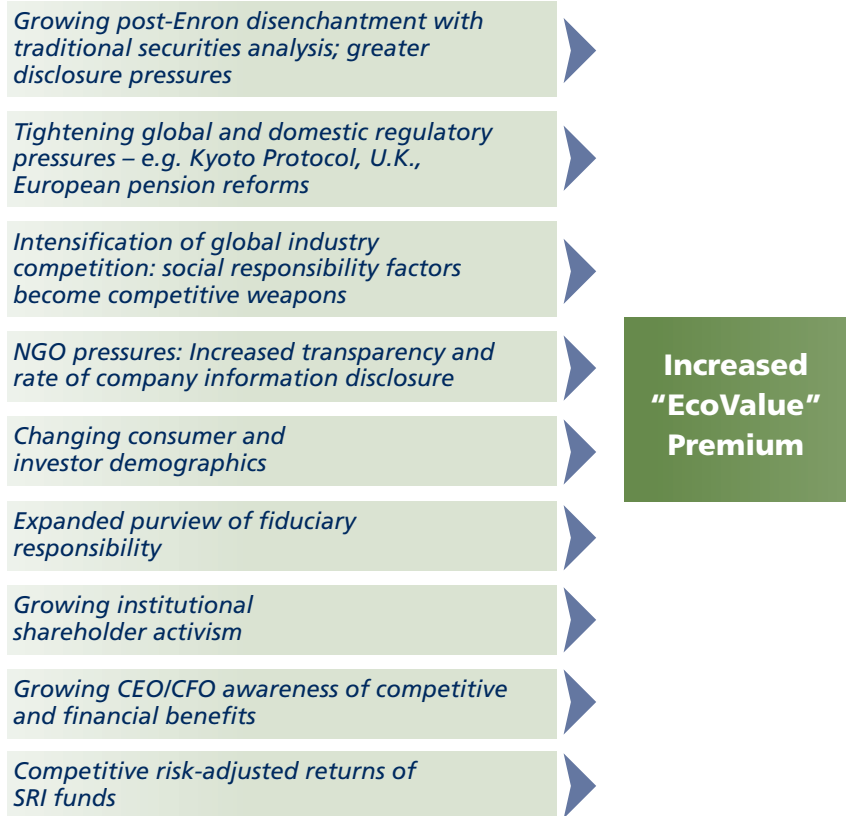 Growing post-Enron disenchantment with
traditional securities analysis; greater
disclosure pressures
Tightening global and domestic regulatory
pressures – e.g. Kyoto Protocol, U.K.,
European pension reforms
Intensification of global industry
competition: social responsibility factors
become competitive weapons
NGO pressures: Increased transparency and
rate of company information disclosure
Changing consumer and
investor demographics
Expanded purview of fiduciary
responsibility
Growing institutional
shareholder activism
Growing CEO/CFO awareness of competitive
and financial benefits
Competitive risk-adjusted returns of
SRI funds
Increased
“EcoValue”
Premium